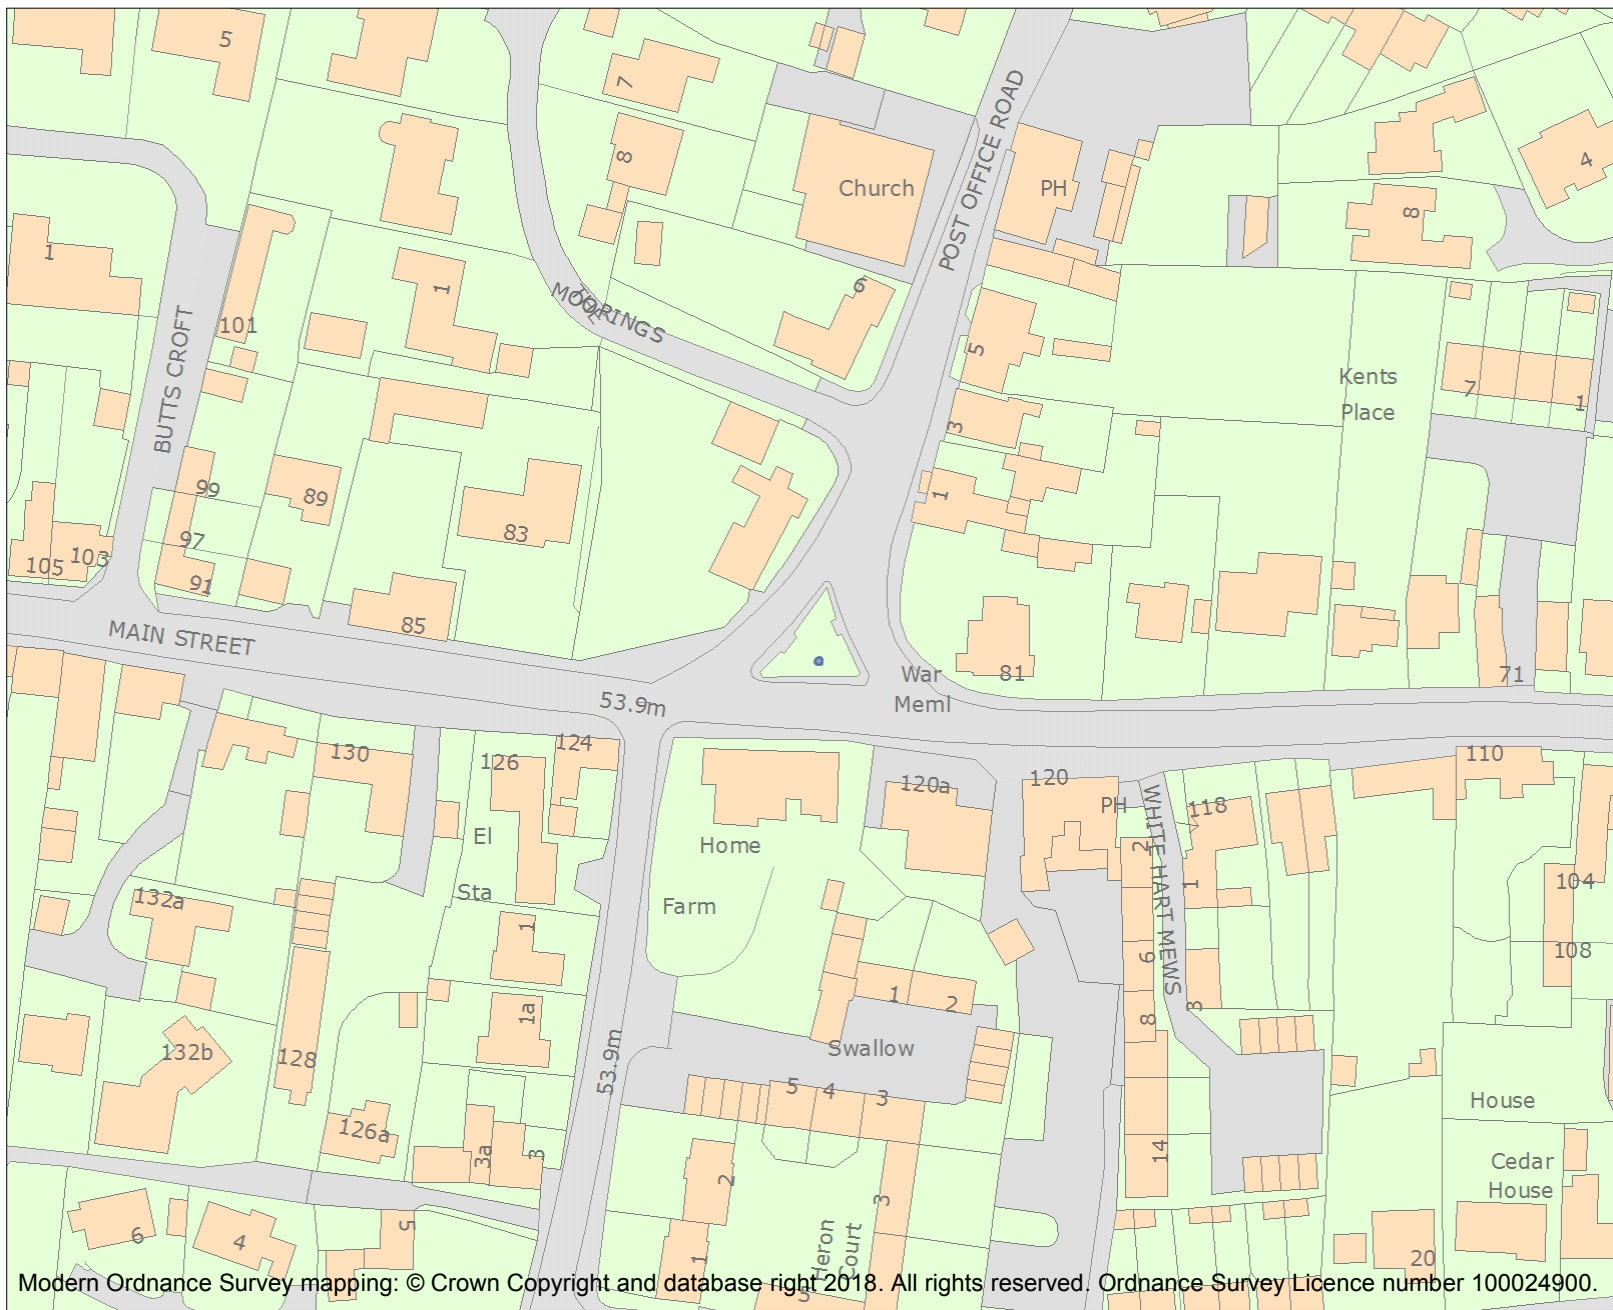 5
7
POST OFFICE ROAD
8
Church
PH
4
8
1
1
6
THE
MOORINGS
101
5
BUTTS CROFT
Kents
Place
7
1
3
99
89
1
97
83
105
103
91
85
MAIN STREET
War
Meml
81
71
53.9m
130
126
124
120a
120
PH
118
110
El
Sta
Home
Farm
2
WHITE HART MEWS
1
104
132a
1
108
6
1
2
3
1a
8
132b
128
53.9m
Swallow
5
4
3
House
126a
3a
3
2
14
Cedar
House
6
4
5
1
Heron
Court
3
20
5
Modern Ordnance Survey mapping: © Crown Copyright and database right 2018. All rights reserved. Ordnance Survey Licence number 100024900.